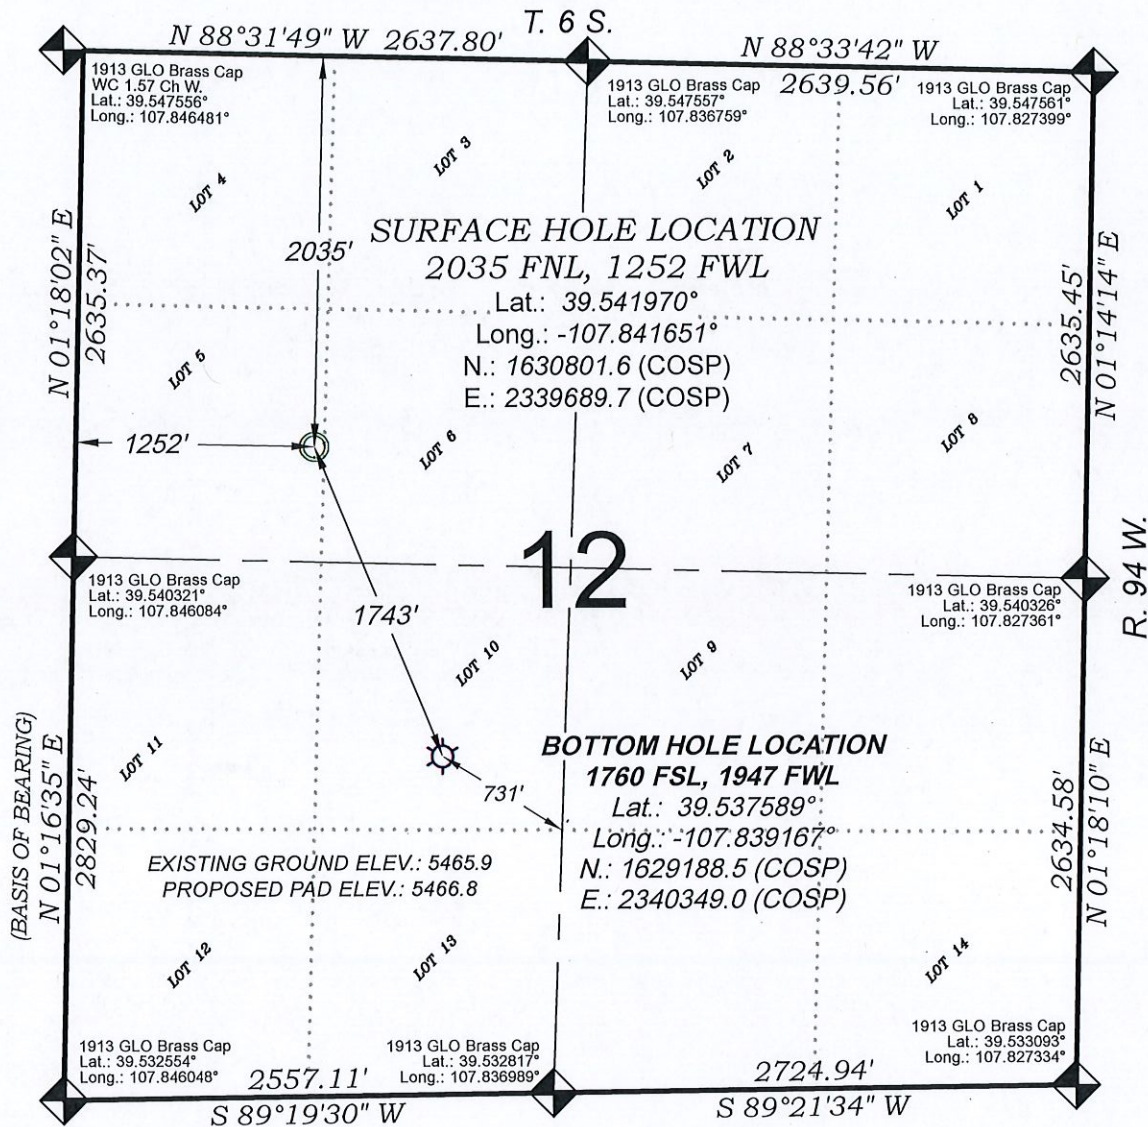 T. 6 S.
N 88°31'49" W 2637.80'
N 88°33'42" W
2639.56'
1913 GLO Brass Cap
WC 1.57 Ch W.
Lat.: 39.547556°
Long.: 107.846481°
1913 GLO Brass Cap
Lat.: 39.547557°
Long.: 107.836759°
1913 GLO Brass Cap
Lat.: 39.547561°
Long.: 107.827399°
LOT 4
LOT 3
LOT 2
LOT 1
N 01°18'02" E
2635.37'
2035'
SURFACE HOLE LOCATION
2035 FNL, 1252 FWL
Lat.: 39.541970°
Long.: -107.841651°
N.: 1630801.6 (COSP)
E.: 2339689.7 (COSP)
2635.45'
N 01°14'14" E
LOT 5
1252'
LOT 6
LOT 7
LOT 8
12
R. 94 W.
1913 GLO Brass Cap
Lat.: 39.540321°
Long.: 107.846084°
1743'
1913 GLO Brass Cap
Lat.: 39.540326°
Long.: 107.827361°
LOT 10
LOT 9
LOT 11
(BASIS OF BEARING)
N 01°16'35" E
2829.24'
731'
BOTTOM HOLE LOCATION
1760 FSL, 1947 FWL
Lat.: 39.537589°
Long.: -107.839167°
N.: 1629188.5 (COSP)
E.: 2340349.0 (COSP)
2634.58'
N 01°18'10" E
EXISTING GROUND ELEV.: 5465.9
PROPOSED PAD ELEV.: 5466.8
LOT 12
LOT 13
LOT 14
1913 GLO Brass Cap
Lat.: 39.532554°
Long.: 107.846048°
1913 GLO Brass Cap
Lat.: 39.532817°
Long.: 107.836989°
1913 GLO Brass Cap
Lat.: 39.533093°
Long.: 107.827334°
2557.11'
S 89°19'30" W
2724.94'
S 89°21'34" W